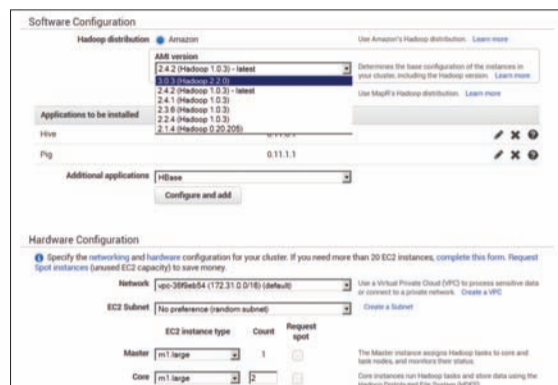 Software Configuration
Hadoop distribution Amazon Use Amazon's Hadoop distribution. Learn more
AMI version
2.4.2 (Hadoop 1.0.3) - latest
Determines the base configuration of the instances in your cluster, including the Hadoop version. Learn more
3.0.3 (Hadoop 2.2.0)
2.4.2 (Hadoop 1.0.3) - latest
2.4.1 (Hadoop 1.0.3)
2.3.6 (Hadoop 1.0.3)
2.2.4 (Hadoop 1.0.3)
2.1.4 (Hadoop 0.20.205)
Use MapR's Hadoop distribution. Learn more
Applications to be installed
Hive
Pig 0.11.1.1
Additional applications HBase
Configure and add
Hardware Configuration
Specify the networking and hardware configuration for your cluster. If you need more than 20 EC2 instances, complete this form. Request
Spot instances (unused EC2 capacity) to save money.
Network (172.31.0.0/16) (default) Use a Virtual Private Cloud (VPC) to process sensitive data
or connect to a private network. Create a VPC
EC2 Subnet No preference (random subnet) Create a Subnet
EC2 instance type Count Request
spot
Master m1.large 1 The Master instance assigns Hadoop tasks to core and
task nodes, and monitors their status.
Core m1.large 2 Core instances run Hadoop tasks and store data using the